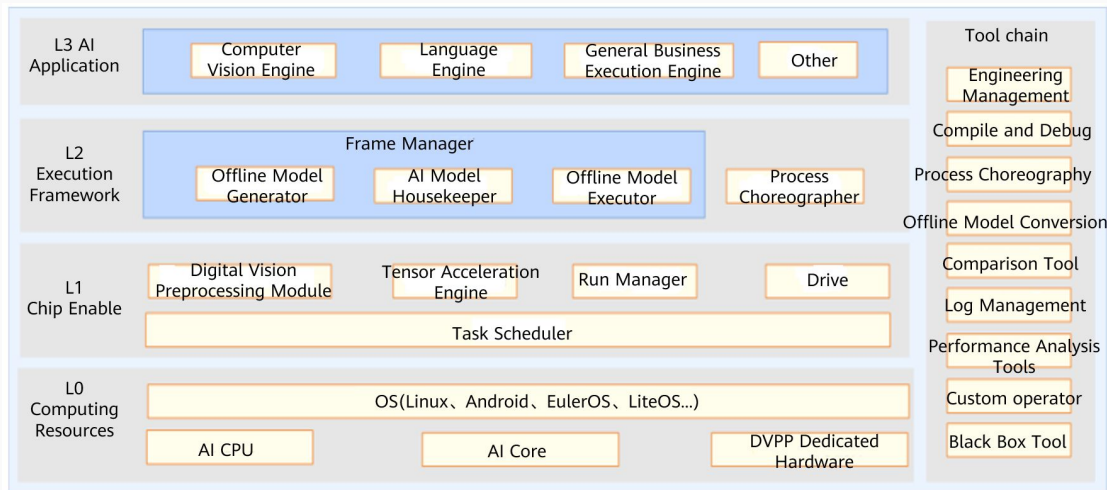 L3 AI
Application
Computer
Vision Engine
Language
Engine
General Business
Execution Engine
Other
L2
Execution
Framework
Frame Manager
Offline Model
Generator
AI Model
Housekeeper
Offline Model
Executor
Process
Choreographer
L1
Chip Enable
Digital Vision
Preprocessing Module
Tensor Acceleration
Engine
Run Manager
Drive
Task Scheduler
L0
Computing
Resources
OS(Linux、Android、EulerOS、LiteOS...)
AI CPU
AI Core
DVPP Dedicated
Hardware
Tool chain
Engineering
Management
Compile and Debug
Process Choreography
Offline Model Conversion
Comparison Tool
Log Management
Performance Analysis
Tools
Custom operator
Black Box Tool